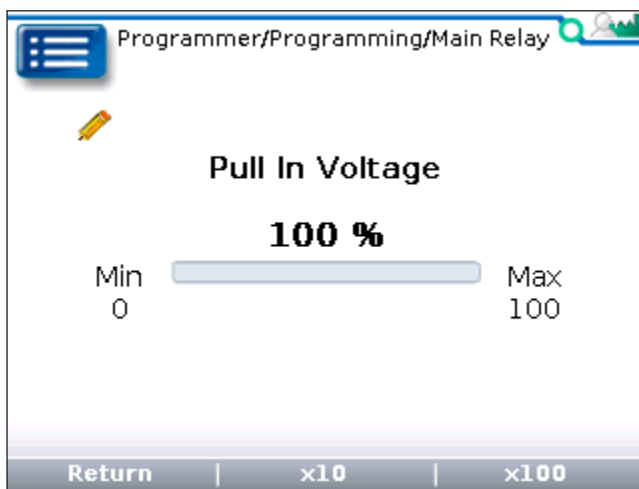 Programmer/Programming/Main Relay
Pull In Voltage
100 %
Min Max
0 100
Return | x10 | x100